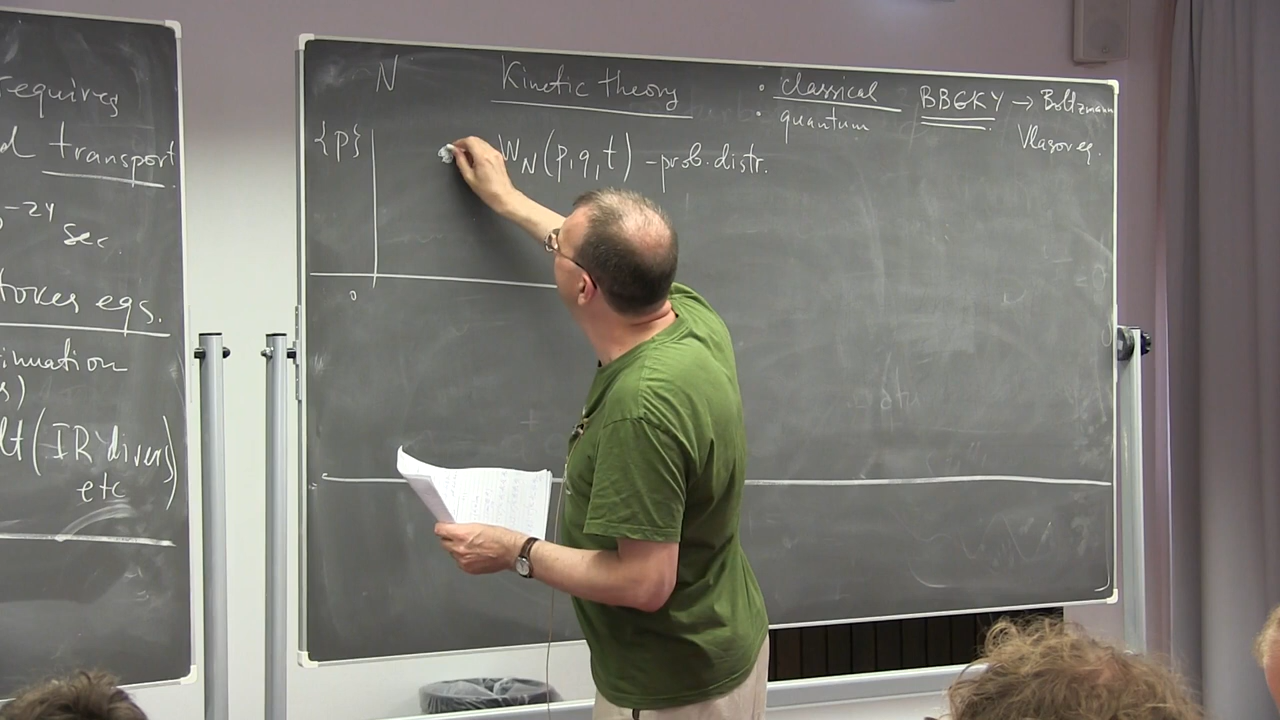 requires
d transport
-24
sec.
tokes eqs.
imation
s)
lt (IR divers
etc)
N
Kinetic theory
• classical
• quantum
BBGKY → Boltzmann
Vlasov eq.
{p}
W_N(p,q,t) - prob. distr.
0